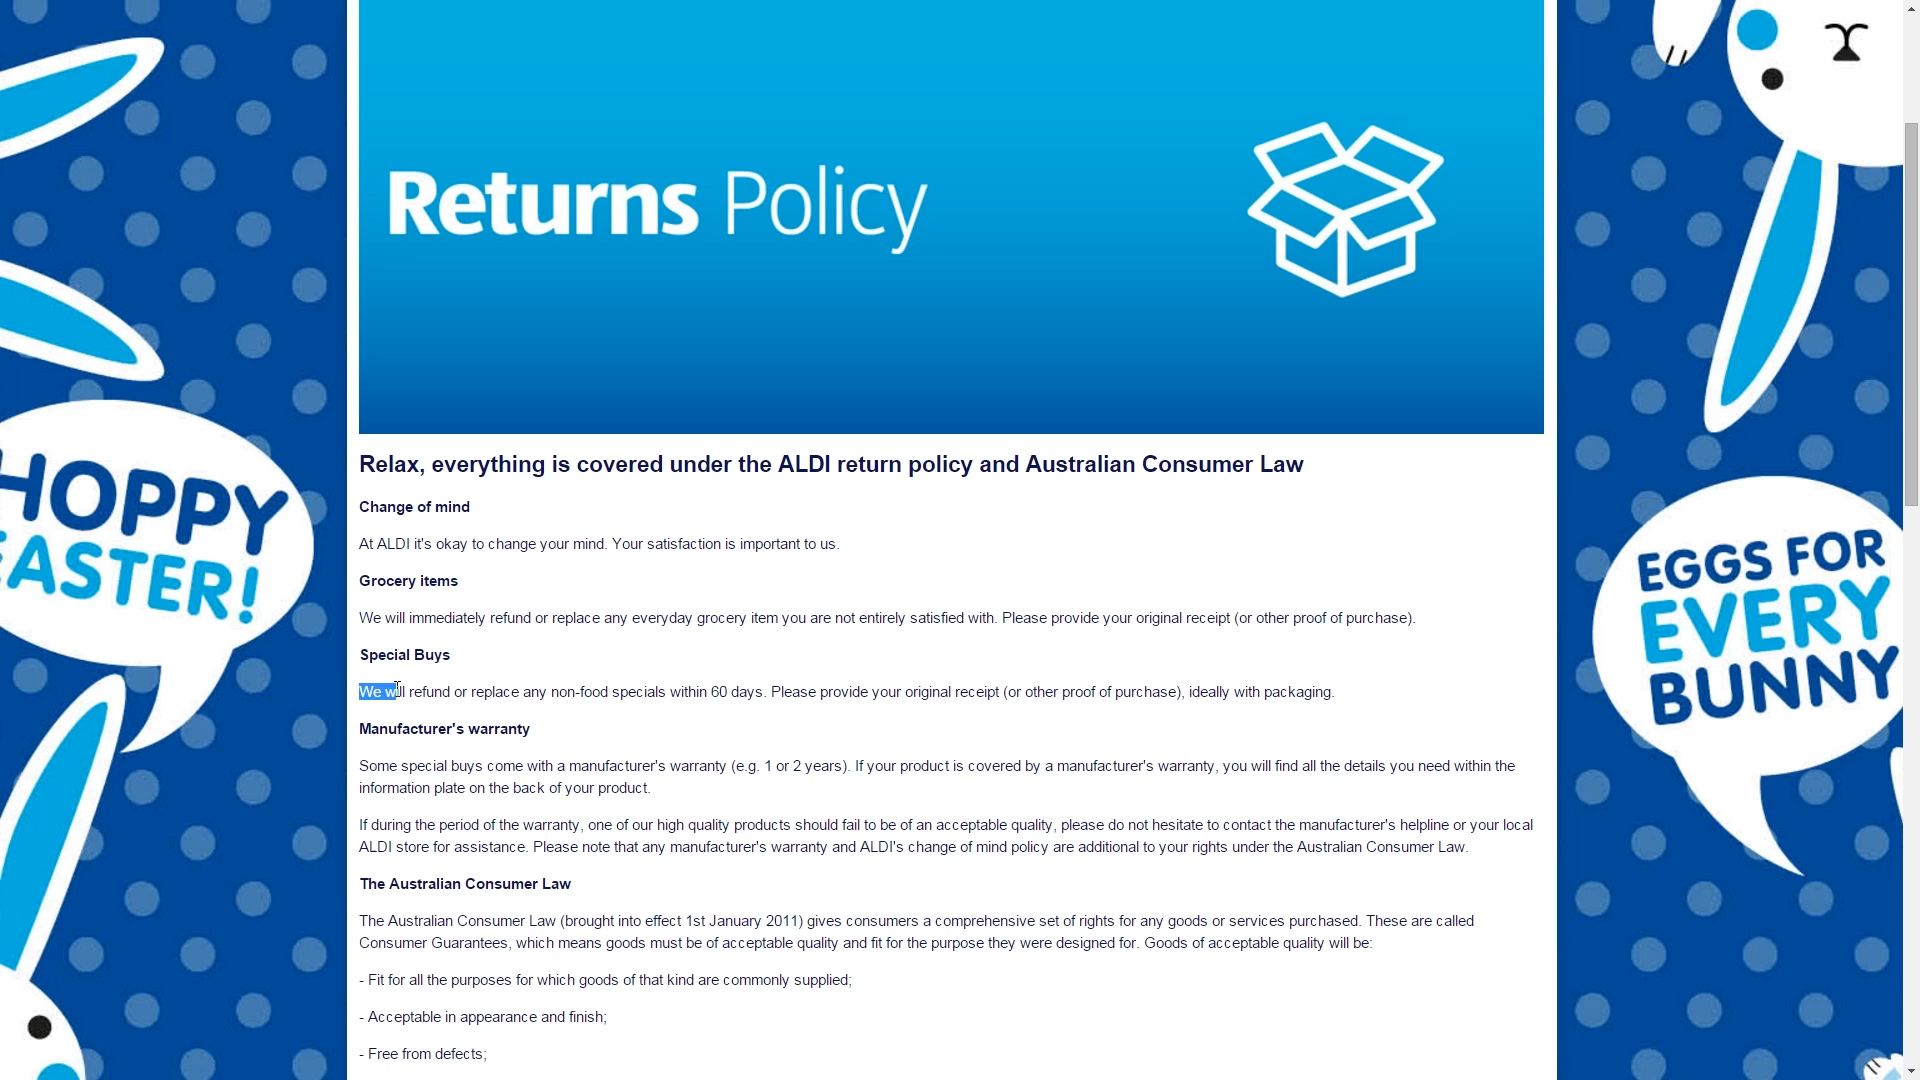 Returns Policy
Relax, everything is covered under the ALDI return policy and Australian Consumer Law
Change of mind
At ALDI it's okay to change your mind. Your satisfaction is important to us.
Grocery items
We will immediately refund or replace any everyday grocery item you are not entirely satisfied with. Please provide your original receipt (or other proof of purchase).
Special Buys
We will refund or replace any non-food specials within 60 days. Please provide your original receipt (or other proof of purchase), ideally with packaging.
Manufacturer's warranty
Some special buys come with a manufacturer's warranty (e.g. 1 or 2 years). If your product is covered by a manufacturer's warranty, you will find all the details you need within the
information plate on the back of your product.
If during the period of the warranty, one of our high quality products should fail to be of an acceptable quality, please do not hesitate to contact the manufacturer's helpline or your local
ALDI store for assistance. Please note that any manufacturer's warranty and ALDI's change of mind policy are additional to your rights under the Australian Consumer Law.
The Australian Consumer Law
The Australian Consumer Law (brought into effect 1st January 2011) gives consumers a comprehensive set of rights for any goods or services purchased. These are called
Consumer Guarantees, which means goods must be of acceptable quality and fit for the purpose they were designed for. Goods of acceptable quality will be:
- Fit for all the purposes for which goods of that kind are commonly supplied;
- Acceptable in appearance and finish;
- Free from defects;
HOPPY
EASTER!
EGGS FOR
EVERY
BUNNY